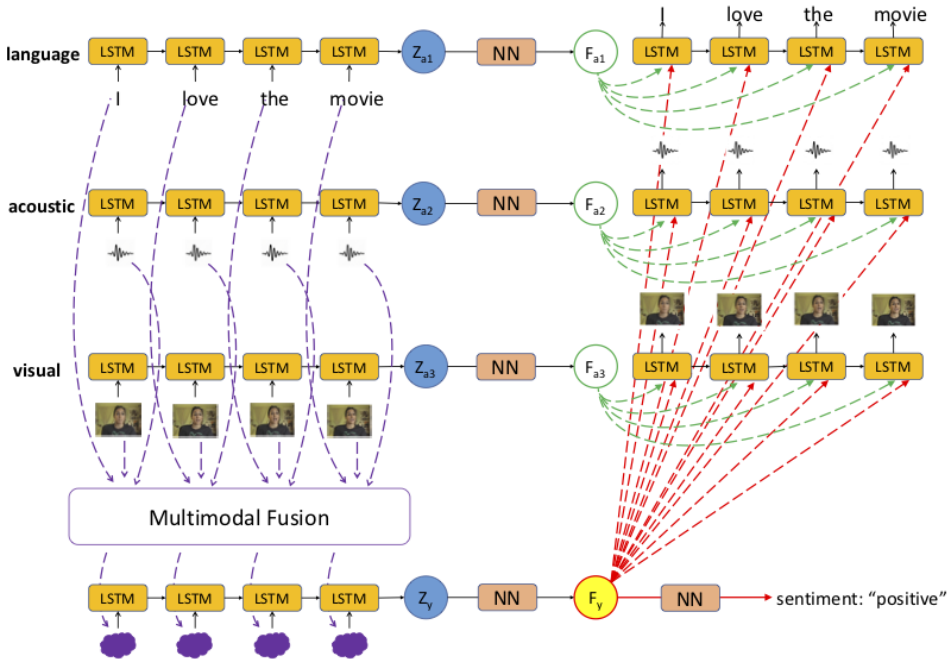 I love the movie
language LSTM LSTM LSTM LSTM Z_a1 NN F_a1 LSTM LSTM LSTM LSTM
I love the movie
acoustic LSTM LSTM LSTM LSTM Z_a2 NN F_a2 LSTM LSTM LSTM LSTM
visual LSTM LSTM LSTM LSTM Z_a3 NN F_a3 LSTM LSTM LSTM LSTM
Multimodal Fusion
LSTM LSTM LSTM LSTM Z_y NN F_y NN sentiment: “positive”